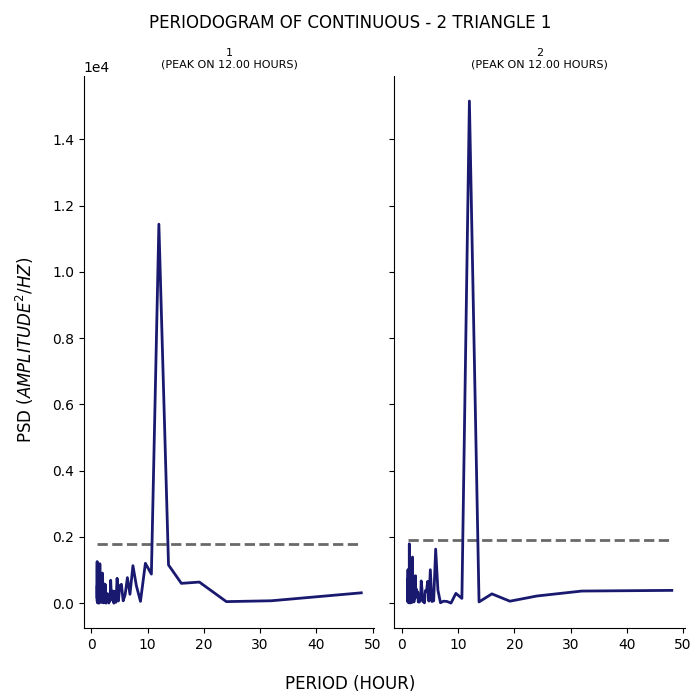 PERIODOGRAM OF CONTINUOUS - 2 TRIANGLE 1
1
(PEAK ON 12.00 HOURS)
2
(PEAK ON 12.00 HOURS)
1e4
1.4
1.2
1.0
0.8
0.6
0.4
0.2
0.0
PSD (AMPLITUDE²/HZ)
0 10 20 30 40 50
0 10 20 30 40 50
PERIOD (HOUR)